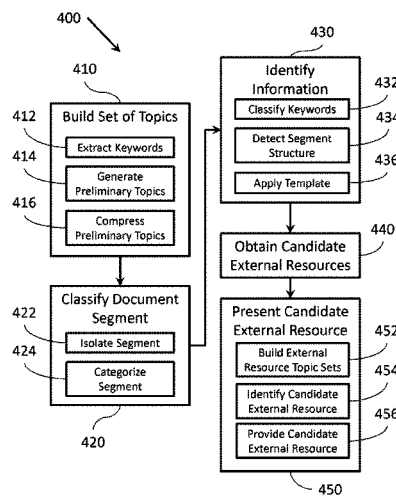 400
410
Build Set of Topics
412
Extract Keywords
414
Generate
Preliminary Topics
416
Compress
Preliminary Topics
Classify Document
Segment
422
Isolate Segment
424
Categorize
Segment
420
430
Identify
Information
432
Classify Keywords
434
Detect Segment
Structure
436
Apply Template
Obtain Candidate
External Resources
440
Present Candidate
External Resource
452
Build External
Resource Topic Sets
454
Identify Candidate
External Resource
456
Provide Candidate
External Resource
450